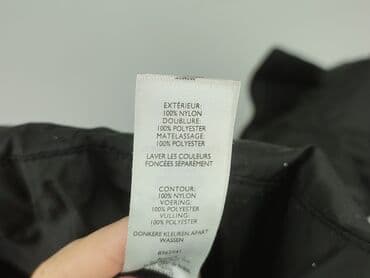 EXTÉRIEUR:
100% NYLON
DOUBLURE:
100% POLYESTER
MATELASSAGE:
100% POLYESTER
LAVER LES COULEURS
FONCÉES SÉPARÉMENT
CONTOUR:
100% NYLON
VOERING:
100% POLYESTER
VULLING
100% POLYESTER
DONKERE KLEUREN APART
WASSEN